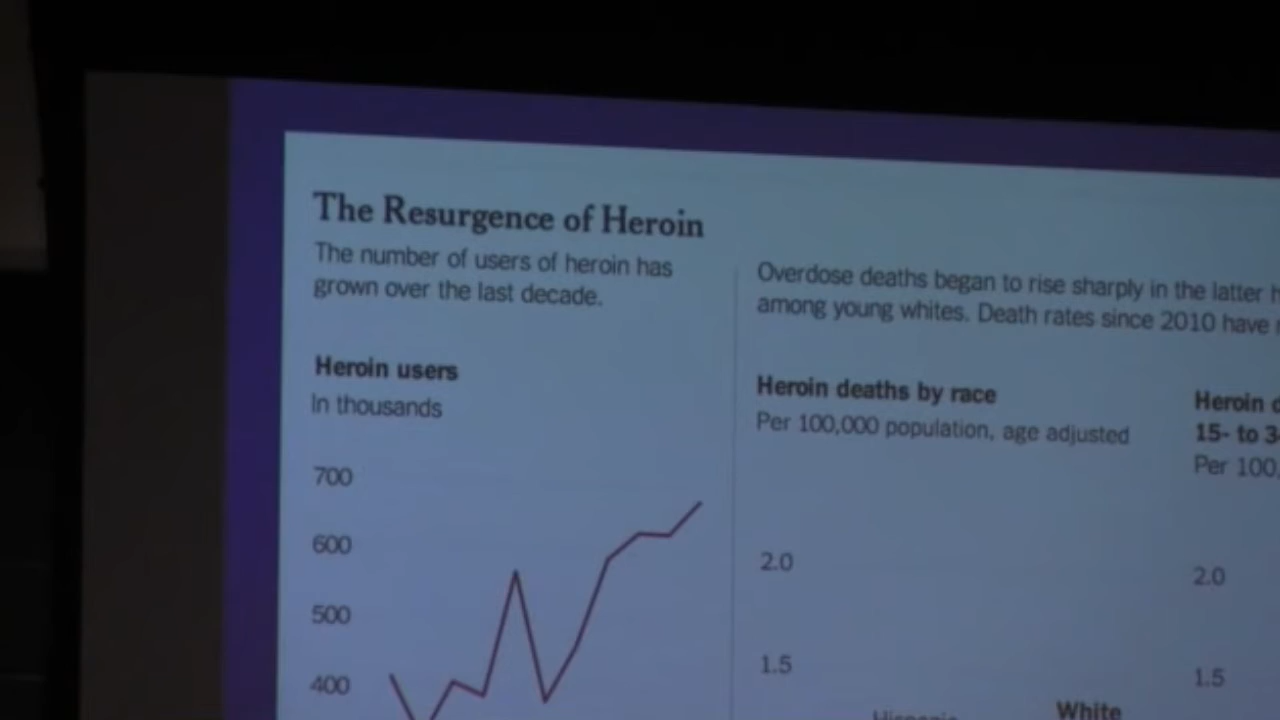 The Resurgence of Heroin
The number of users of heroin has
grown over the last decade.
Heroin users
In thousands
700
600
500
400
Overdose deaths began to rise sharply in the latter
among young whites. Death rates since 2010 have
Heroin deaths by race
Per 100,000 population, age adjusted
2.0
1.5
Hispanic
White
Heroin
15- to
Per 100,
2.0
1.5